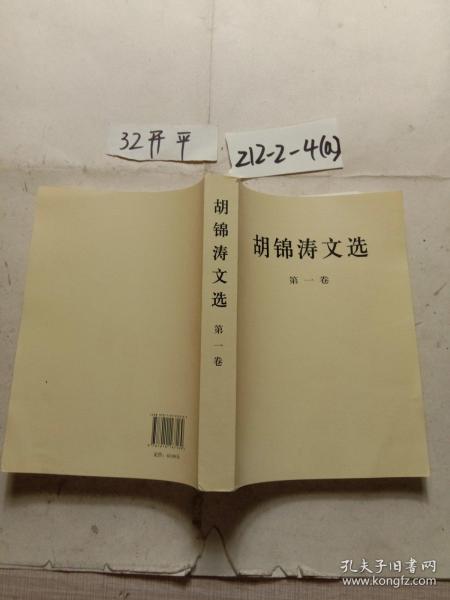 32开平
212-2-4(a)
胡锦涛文选
第一卷
胡锦涛文选
第一卷
孔夫子旧书网
www.kongfz.com